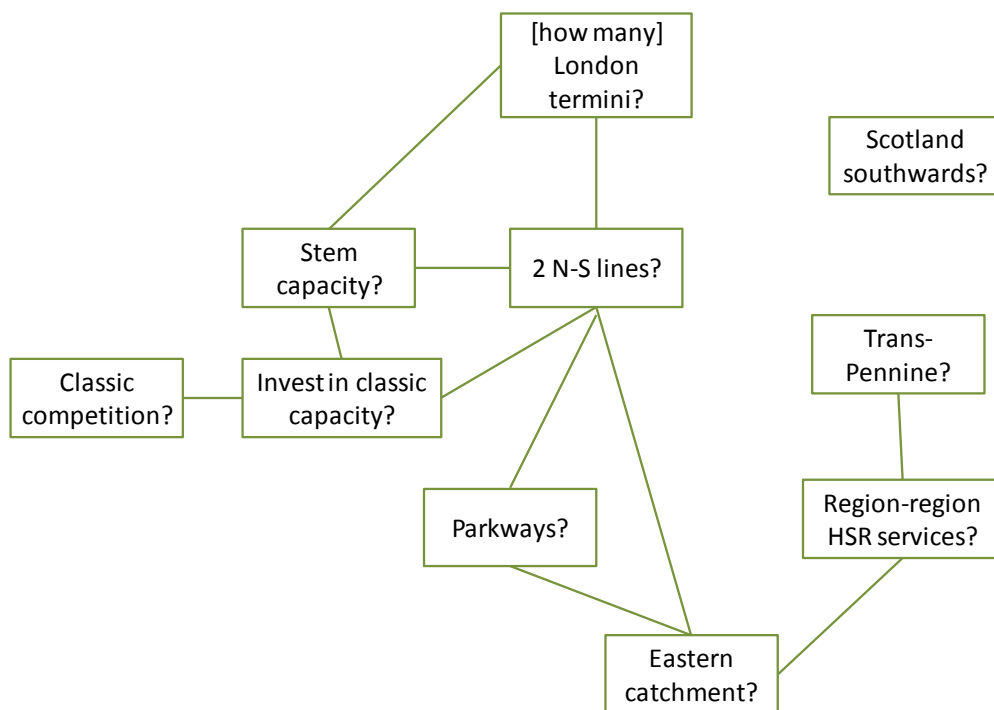 [how many]
London
termini?
Scotland
southwards?
Stem
capacity?
2 N-S lines?
Trans-
Pennine?
Classic
competition?
Invest in classic
capacity?
Parkways?
Region-region
HSR services?
Eastern
catchment?